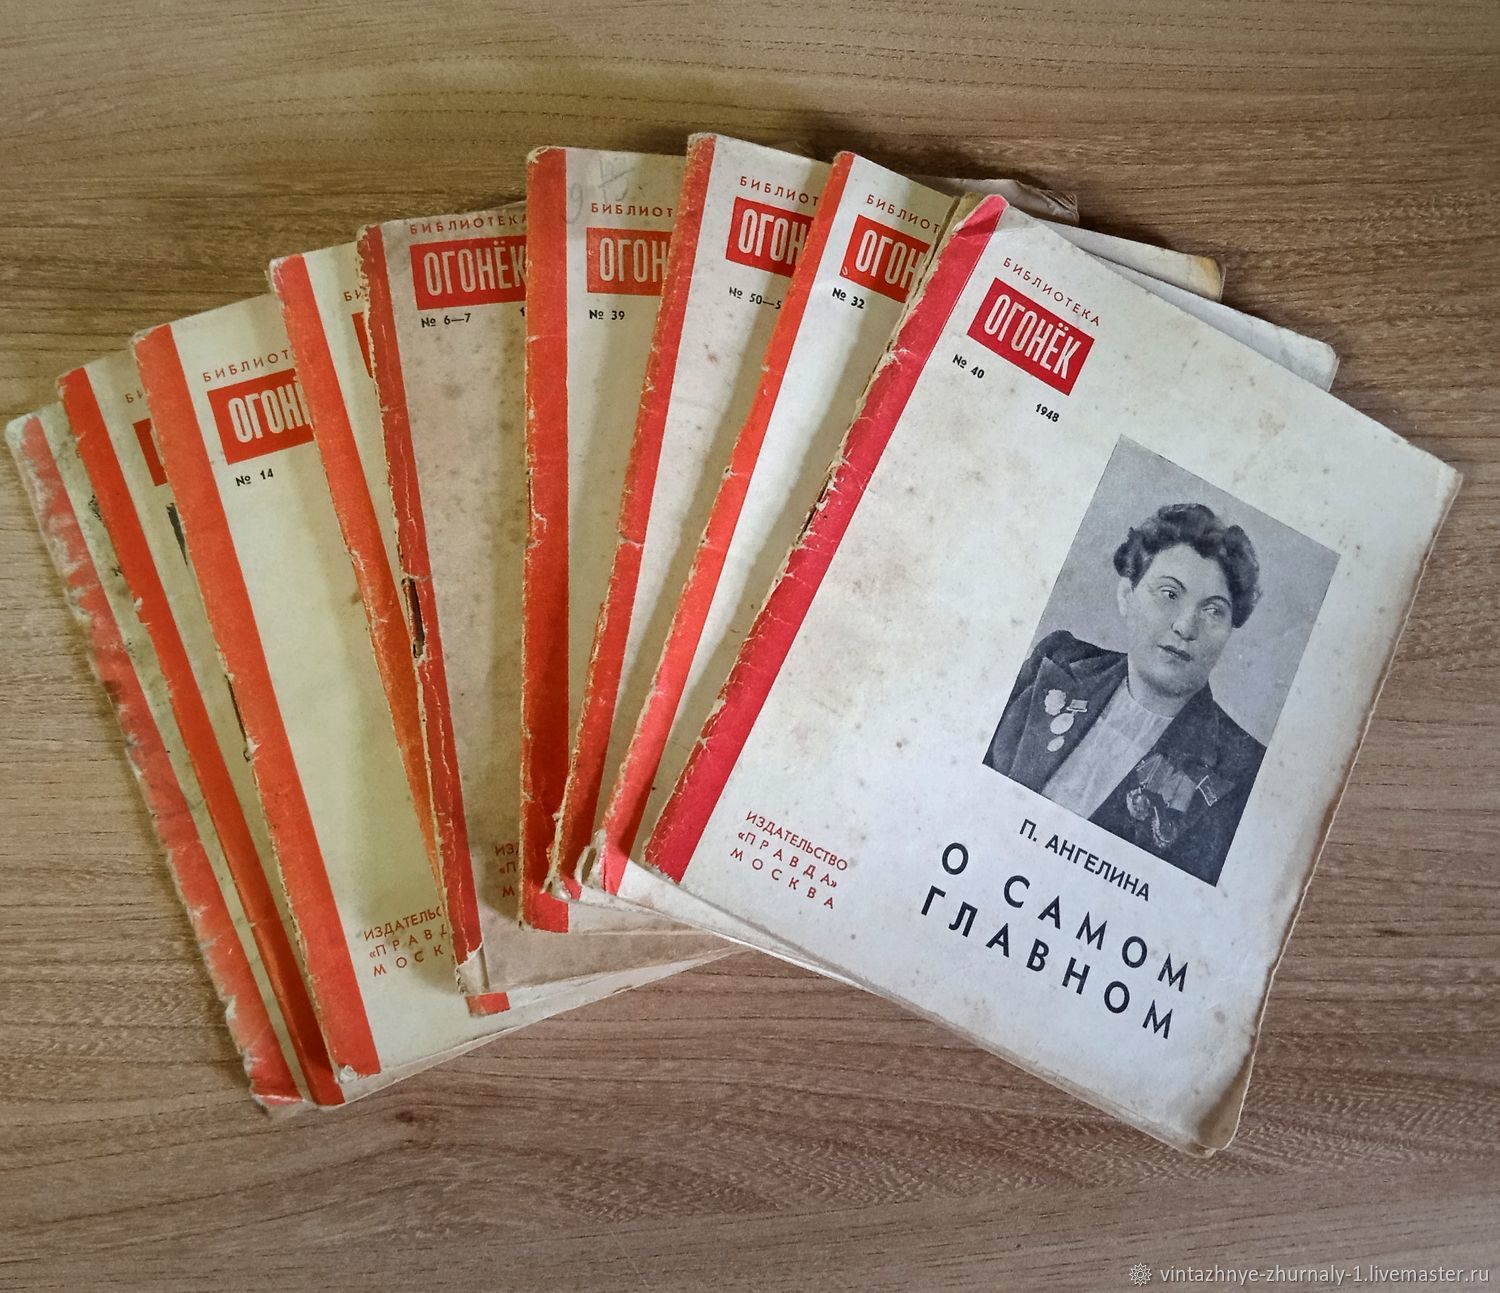 БИБЛИОТЕКА
ОГОНЁК
№ 40 1948
П. АНГЕЛИНА
О САМОМ
ГЛАВНОМ
ИЗДАТЕЛЬСТВО
«ПРАВДА»
МОСКВА
№ 32
№ 39
БИБЛИОТЕКА
ОГОНЁК
№ 6—7
№ 14
vintazhnye-zhurnaly-1.livemaster.ru